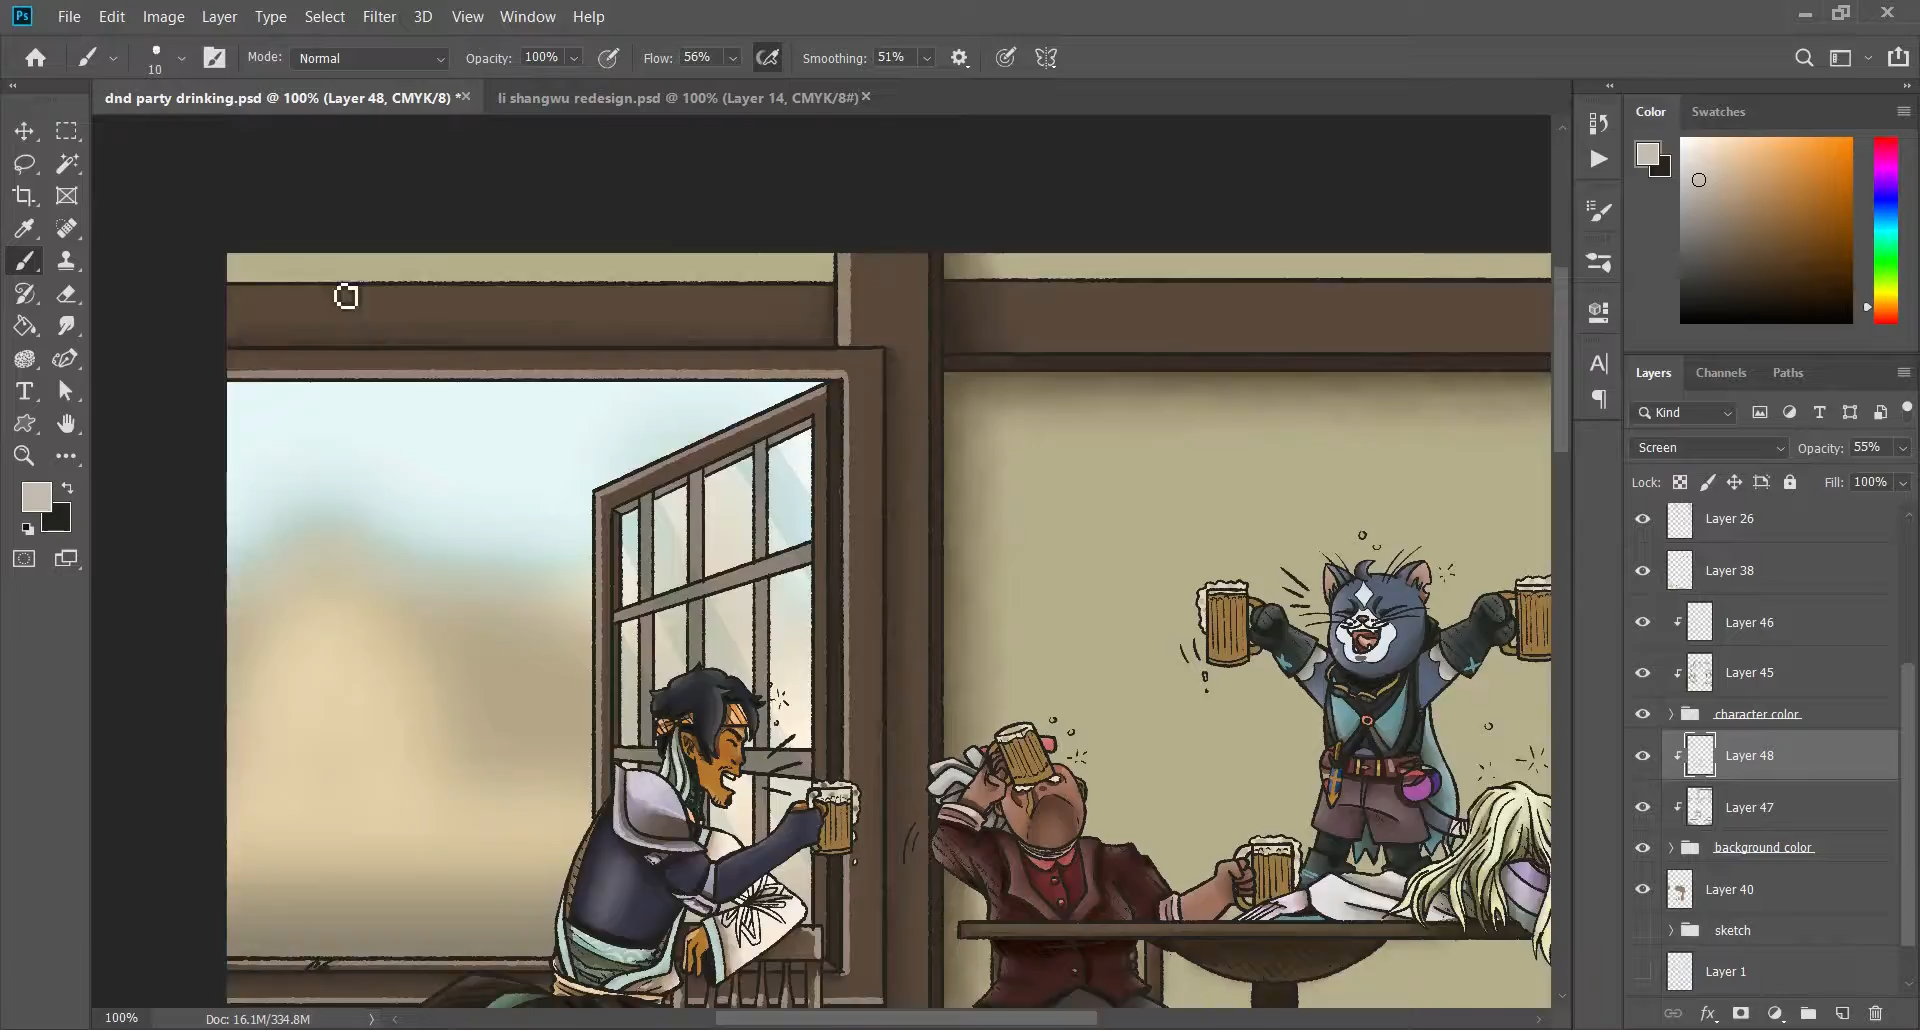 Ps File Edit Image Layer Type Select Filter 3D View Window Help
10 Mode: Normal Opacity: 100% Flow: 56% Smoothing: 51%
dnd party drinking.psd @ 100% (Layer 48, CMYK/8) * li shangwu redesign.psd @ 100% (Layer 14, CMYK/8#)
Color Swatches
Layers Channels Paths
Kind
Screen Opacity: 55%
Lock: Fill: 100%
Layer 26
Layer 38
Layer 46
Layer 45
character color
Layer 48
Layer 47
background color
Layer 40
sketch
Layer 1
100% Doc: 16.1M/334.8M